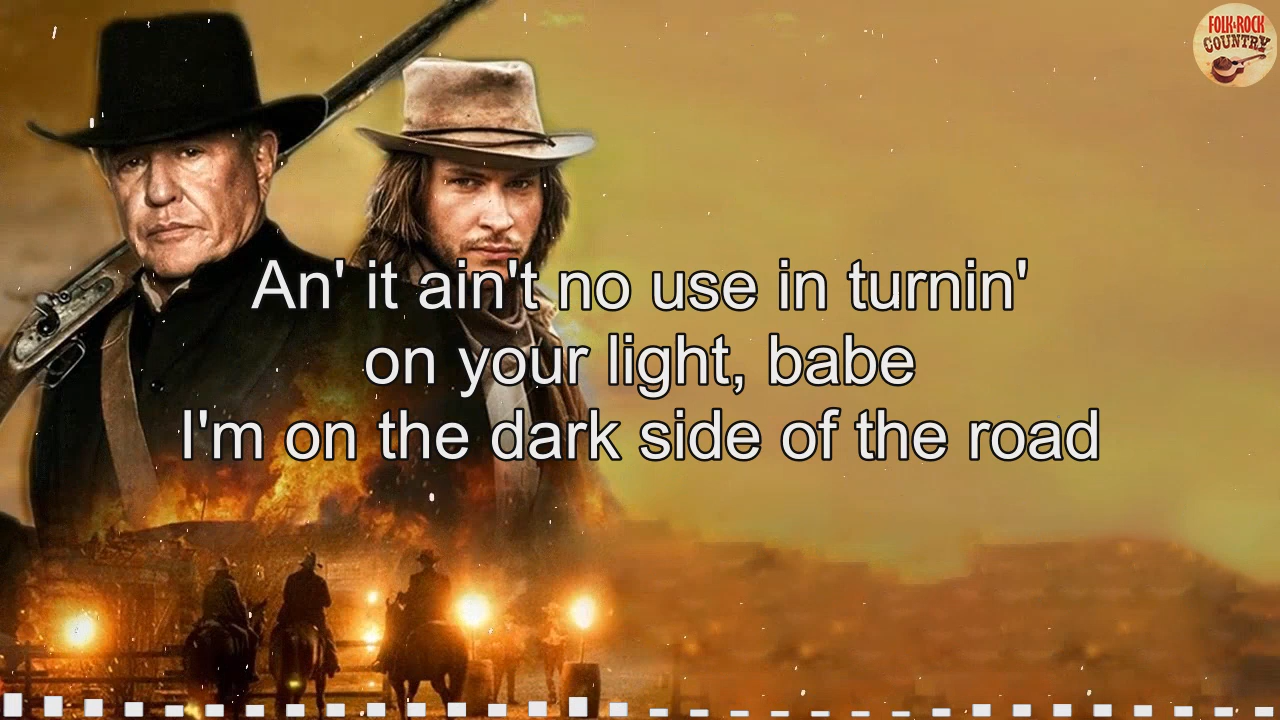 FOLK ROCK
COUNTRY
An' it ain't no use in turnin'
on your light, babe
I'm on the dark side of the road